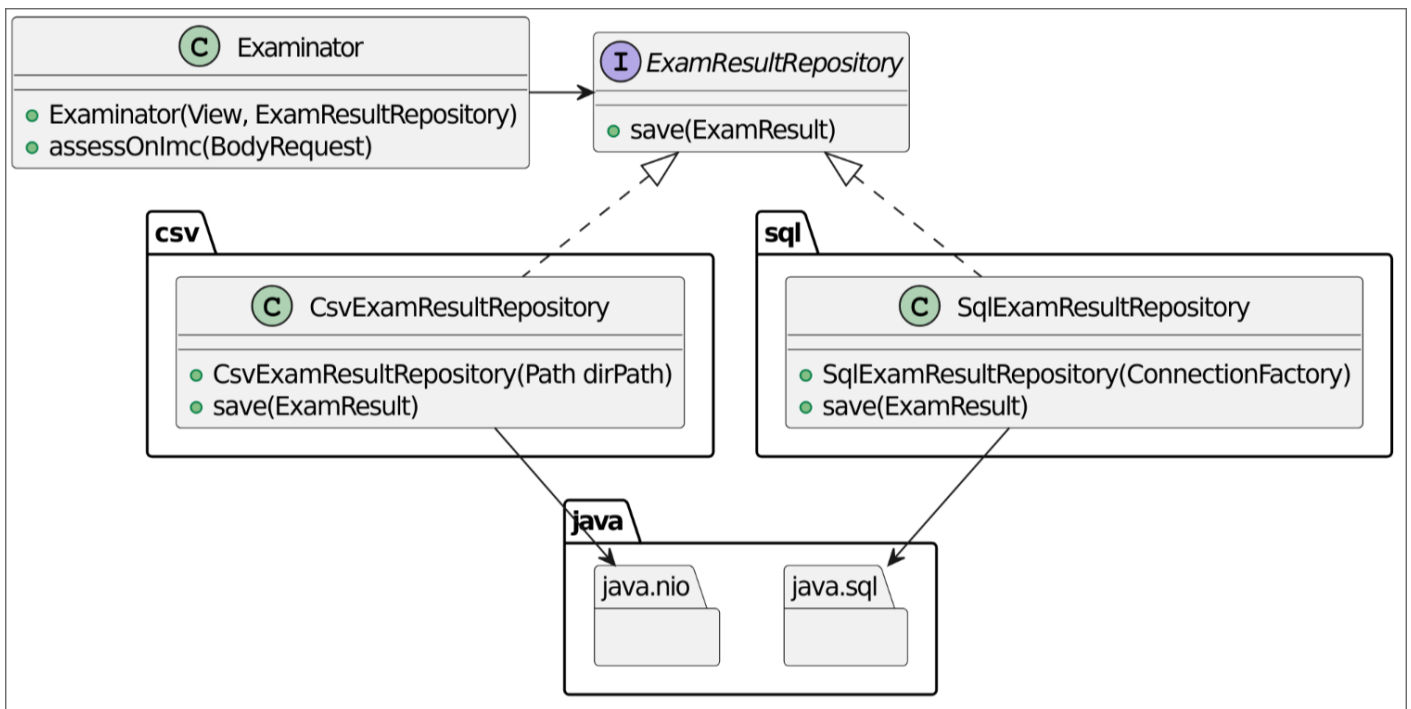 C Examinator
Examinator(View, ExamResultRepository)
assessOnImc(BodyRequest)
I ExamResultRepository
save(ExamResult)
csv
C CsvExamResultRepository
CsvExamResultRepository(Path dirPath)
save(ExamResult)
sql
C SqlExamResultRepository
SqlExamResultRepository(ConnectionFactory)
save(ExamResult)
java
java.nio
java.sql